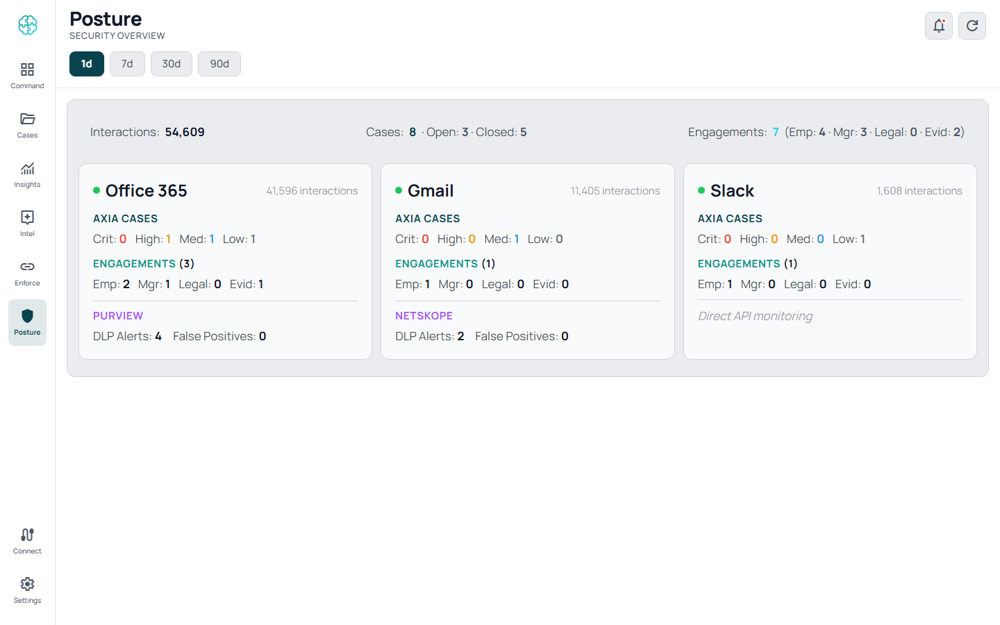 Posture
SECURITY OVERVIEW
1d 7d 30d 90d
Command
Cases
Insights
Intel
Enforce
Posture
Connect
Settings
Interactions: 54,609 Cases: 8 · Open: 3 · Closed: 5 Engagements: 7 (Emp: 4 · Mgr: 3 · Legal: 0 · Evid: 2)
Office 365 41,596 interactions
AXIA CASES
Crit: 0 High: 1 Med: 1 Low: 1
ENGAGEMENTS (3)
Emp: 2 Mgr: 1 Legal: 0 Evid: 1
PURVIEW
DLP Alerts: 4 False Positives: 0
Gmail 11,405 interactions
AXIA CASES
Crit: 0 High: 0 Med: 1 Low: 0
ENGAGEMENTS (1)
Emp: 1 Mgr: 0 Legal: 0 Evid: 0
NETSKOPE
DLP Alerts: 2 False Positives: 0
Slack 1,608 interactions
AXIA CASES
Crit: 0 High: 0 Med: 0 Low: 1
ENGAGEMENTS (1)
Emp: 1 Mgr: 0 Legal: 0 Evid: 0
Direct API monitoring